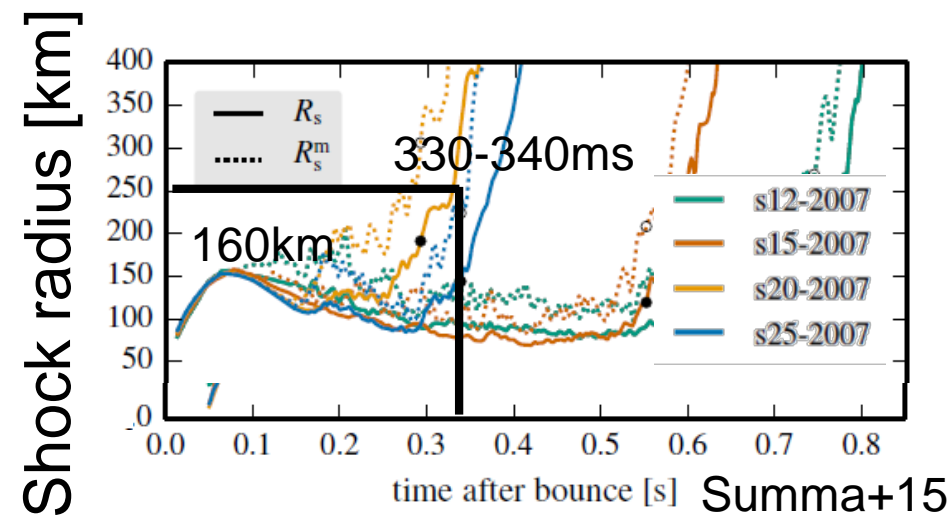 Shock radius [km]
400
350
300
250
200
150
100
50
0
R_s
R_s^m
330-340ms
160km
s12-2007
s15-2007
s20-2007
s25-2007
0.0 0.1 0.2 0.3 0.4 0.5 0.6 0.7 0.8
time after bounce [s]
Summa+15